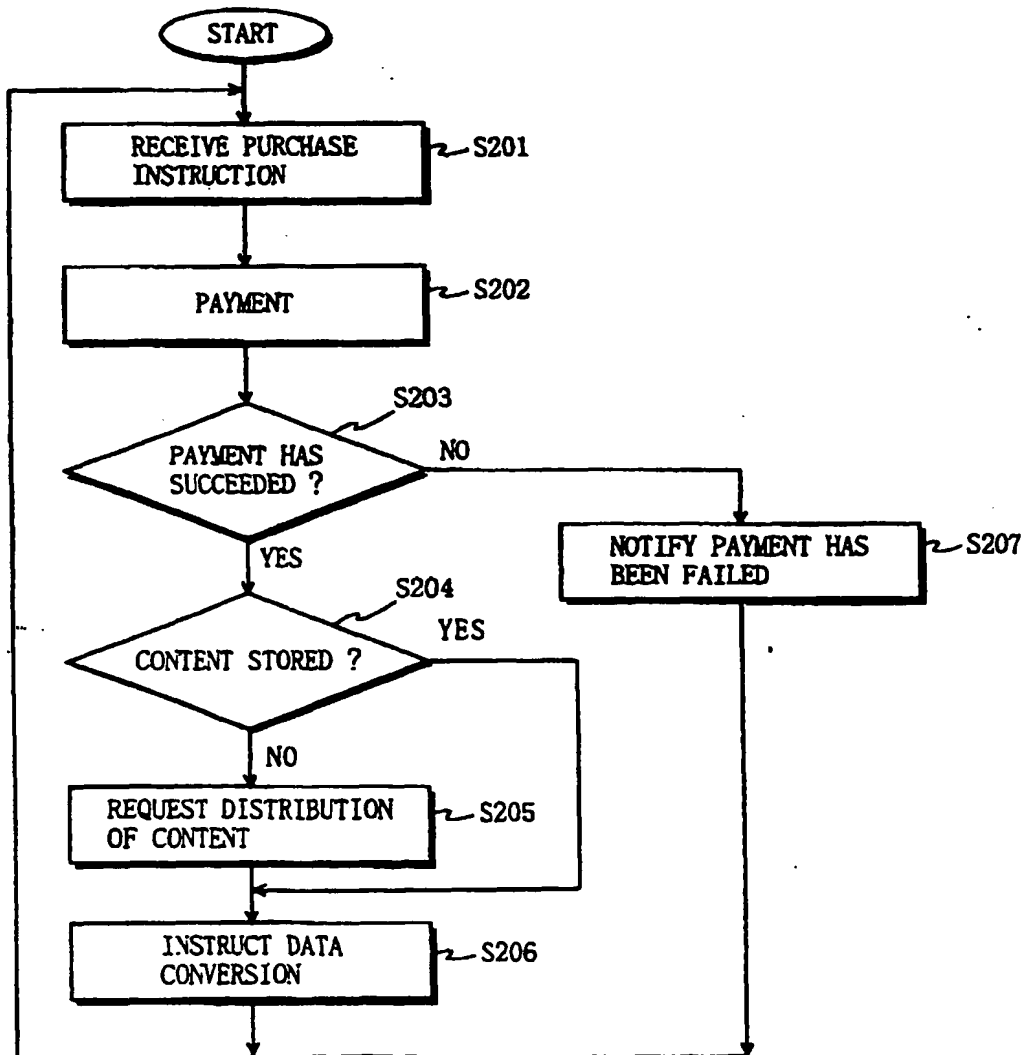 START
RECEIVE PURCHASE
INSTRUCTION
S201
PAYMENT
S202
S203
PAYMENT HAS
SUCCEEDED ?
NO
YES
NOTIFY PAYMENT HAS
BEEN FAILED
S207
S204
CONTENT STORED ?
YES
NO
REQUEST DISTRIBUTION
OF CONTENT
S205
INSTRUCT DATA
CONVERSION
S206